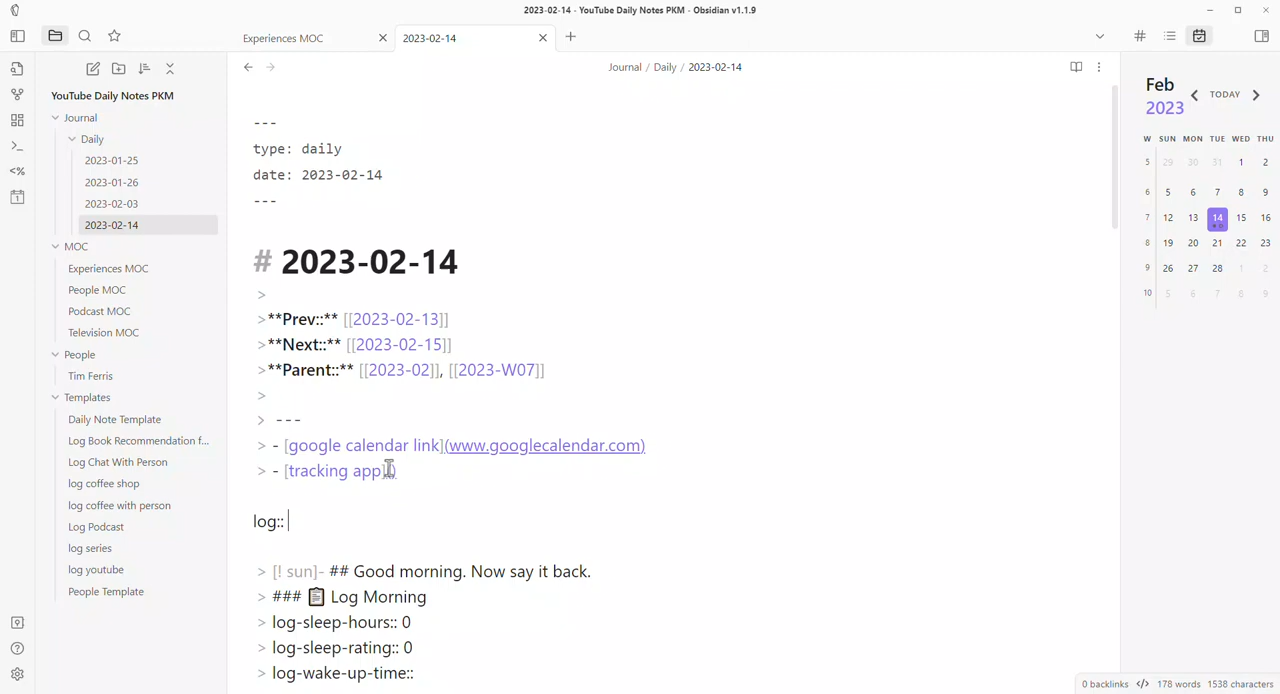 2023-02-14 - YouTube Daily Notes PKM - Obsidian v1.1.9
Experiences MOC
2023-02-14
Journal / Daily / 2023-02-14
YouTube Daily Notes PKM
Journal
Daily
2023-01-25
2023-01-26
2023-02-03
2023-02-14
MOC
Experiences MOC
People MOC
Podcast MOC
Television MOC
People
Tim Ferris
Templates
Daily Note Template
Log Book Recommendation f...
Log Chat With Person
log coffee shop
log coffee with person
Log Podcast
log series
log youtube
People Template
---
type: daily
date: 2023-02-14
---
# 2023-02-14
>
>**Prev::** [[2023-02-13]]
>**Next::** [[2023-02-15]]
>**Parent::** [[2023-02]], [[2023-W07]]
>
> ---
> - [google calendar link](www.googlecalendar.com)
> - [tracking app]()
log::
> [! sun]- ## Good morning. Now say it back.
> ### 📋 Log Morning
> log-sleep-hours:: 0
> log-sleep-rating:: 0
> log-wake-up-time::
Feb
2023
TODAY
W SUN MON TUE WED THU
5 29 30 31 1 2
6 5 6 7 8 9
7 12 13 14 15 16
8 19 20 21 22 23
9 26 27 28 1 2
10 5 6 7 8 9
0 backlinks </> 178 words 1538 characters